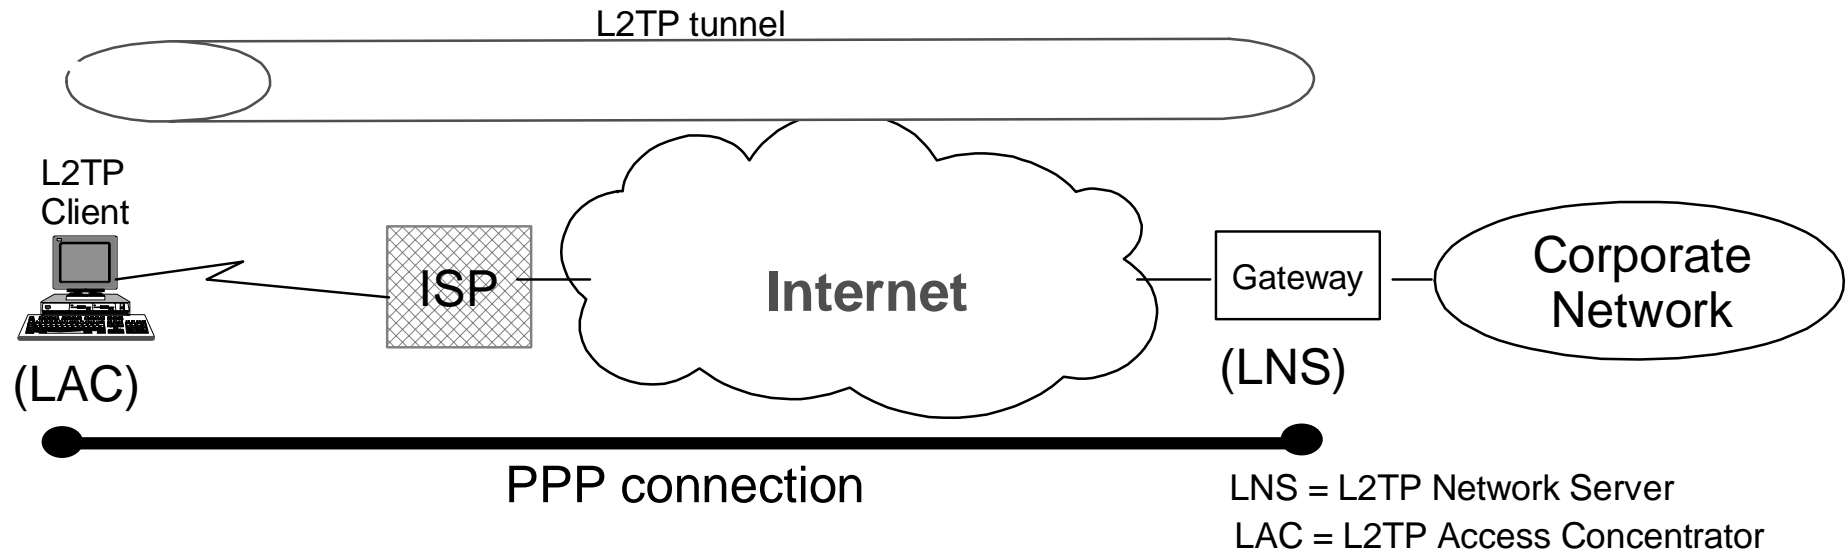 L2TP tunnel
L2TP
Client
ISP
Internet
Gateway
Corporate
Network
(LAC)
(LNS)
PPP connection
LNS = L2TP Network Server
LAC = L2TP Access Concentrator